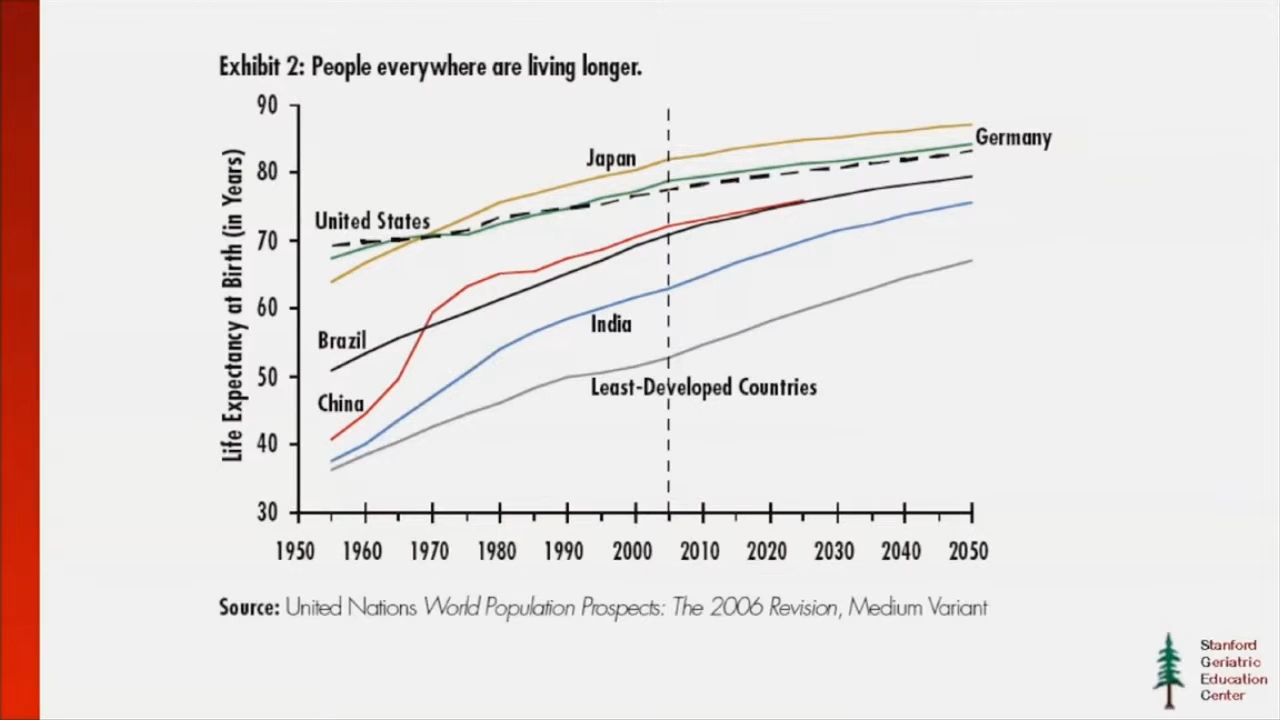 Exhibit 2: People everywhere are living longer.
Life Expectancy at Birth (in Years)
90
80
70
60
50
40
30
Japan
Germany
United States
Brazil
India
Least-Developed Countries
China
1950 1960 1970 1980 1990 2000 2010 2020 2030 2040 2050
Source: United Nations World Population Prospects: The 2006 Revision, Medium Variant
Stanford
Geriatric
Education
Center